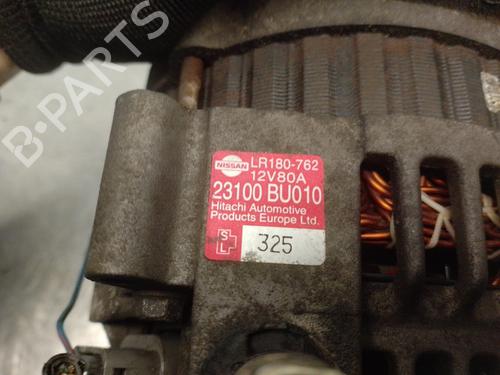 B-PARTS
NISSAN
LR180-762
12V80A
23100 BU010
Hitachi Automotive
Products Europe Ltd.
S
L
325